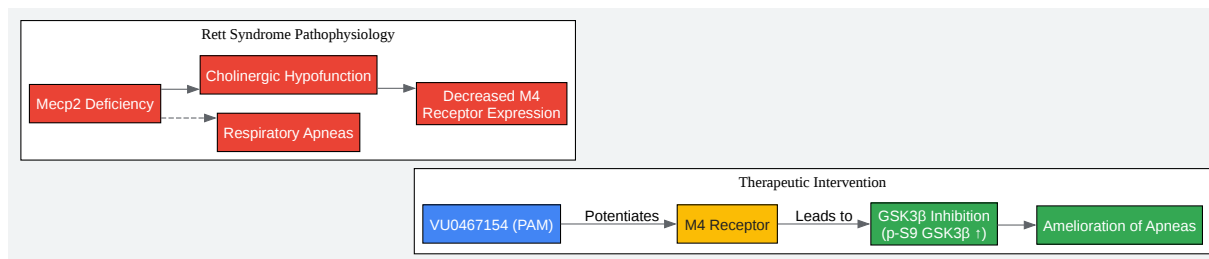 Rett Syndrome Pathophysiology
Mecp2 Deficiency
Cholinergic Hypofunction
Decreased M4
Receptor Expression
Respiratory Apneas
Therapeutic Intervention
VU0467154 (PAM)
Potentiates
M4 Receptor
Leads to
GSK3β Inhibition
(p-S9 GSK3β ↑)
Amelioration of Apneas